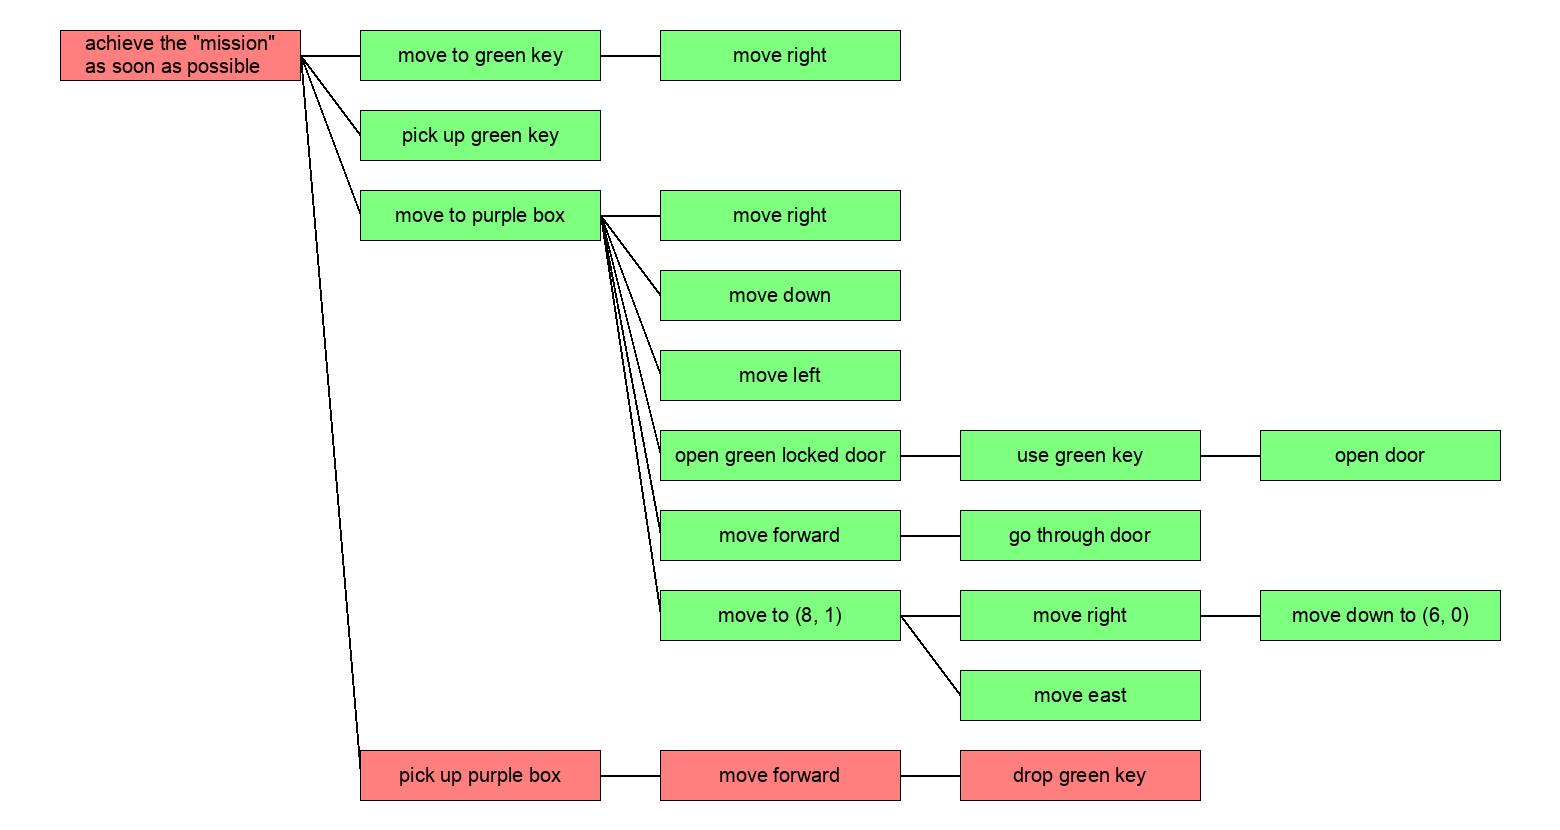 achieve the "mission"
as soon as possible
move to green key
move right
pick up green key
move to purple box
move right
move down
move left
open green locked door
use green key
open door
move forward
go through door
move to (8, 1)
move right
move down to (6, 0)
move east
pick up purple box
move forward
drop green key